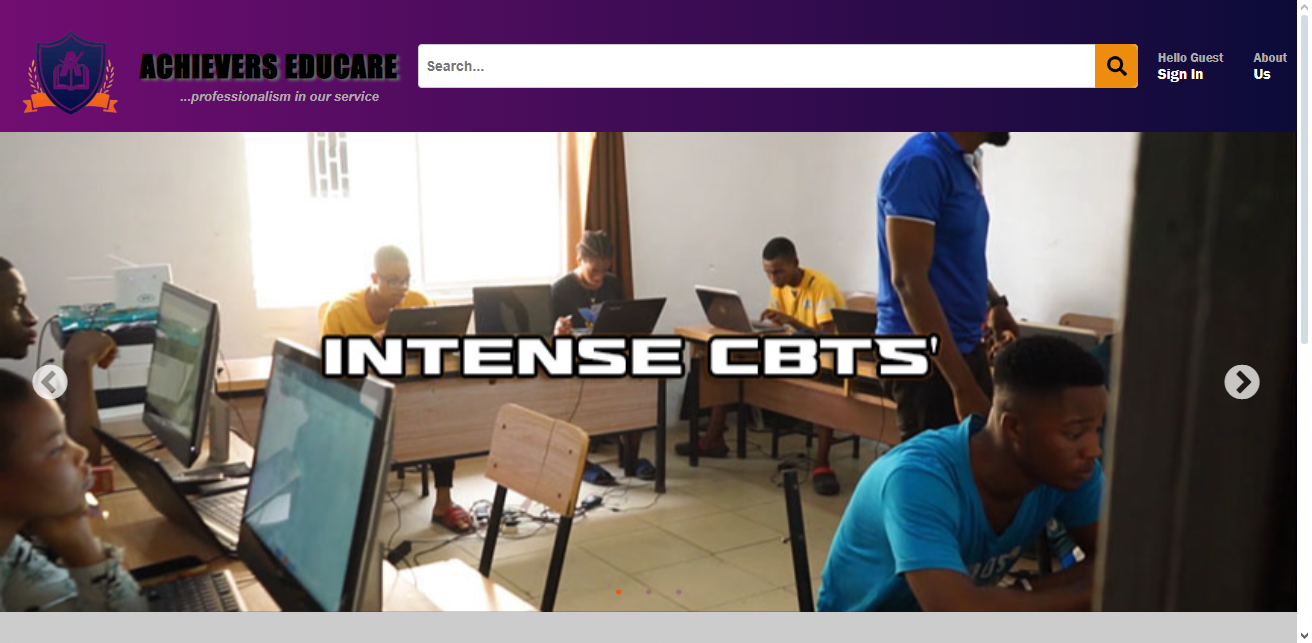 ACHIEVERS EDUCARE
...professionalism in our service
Search...
Hello Guest
Sign In
About
Us
INTENSE CBTS'